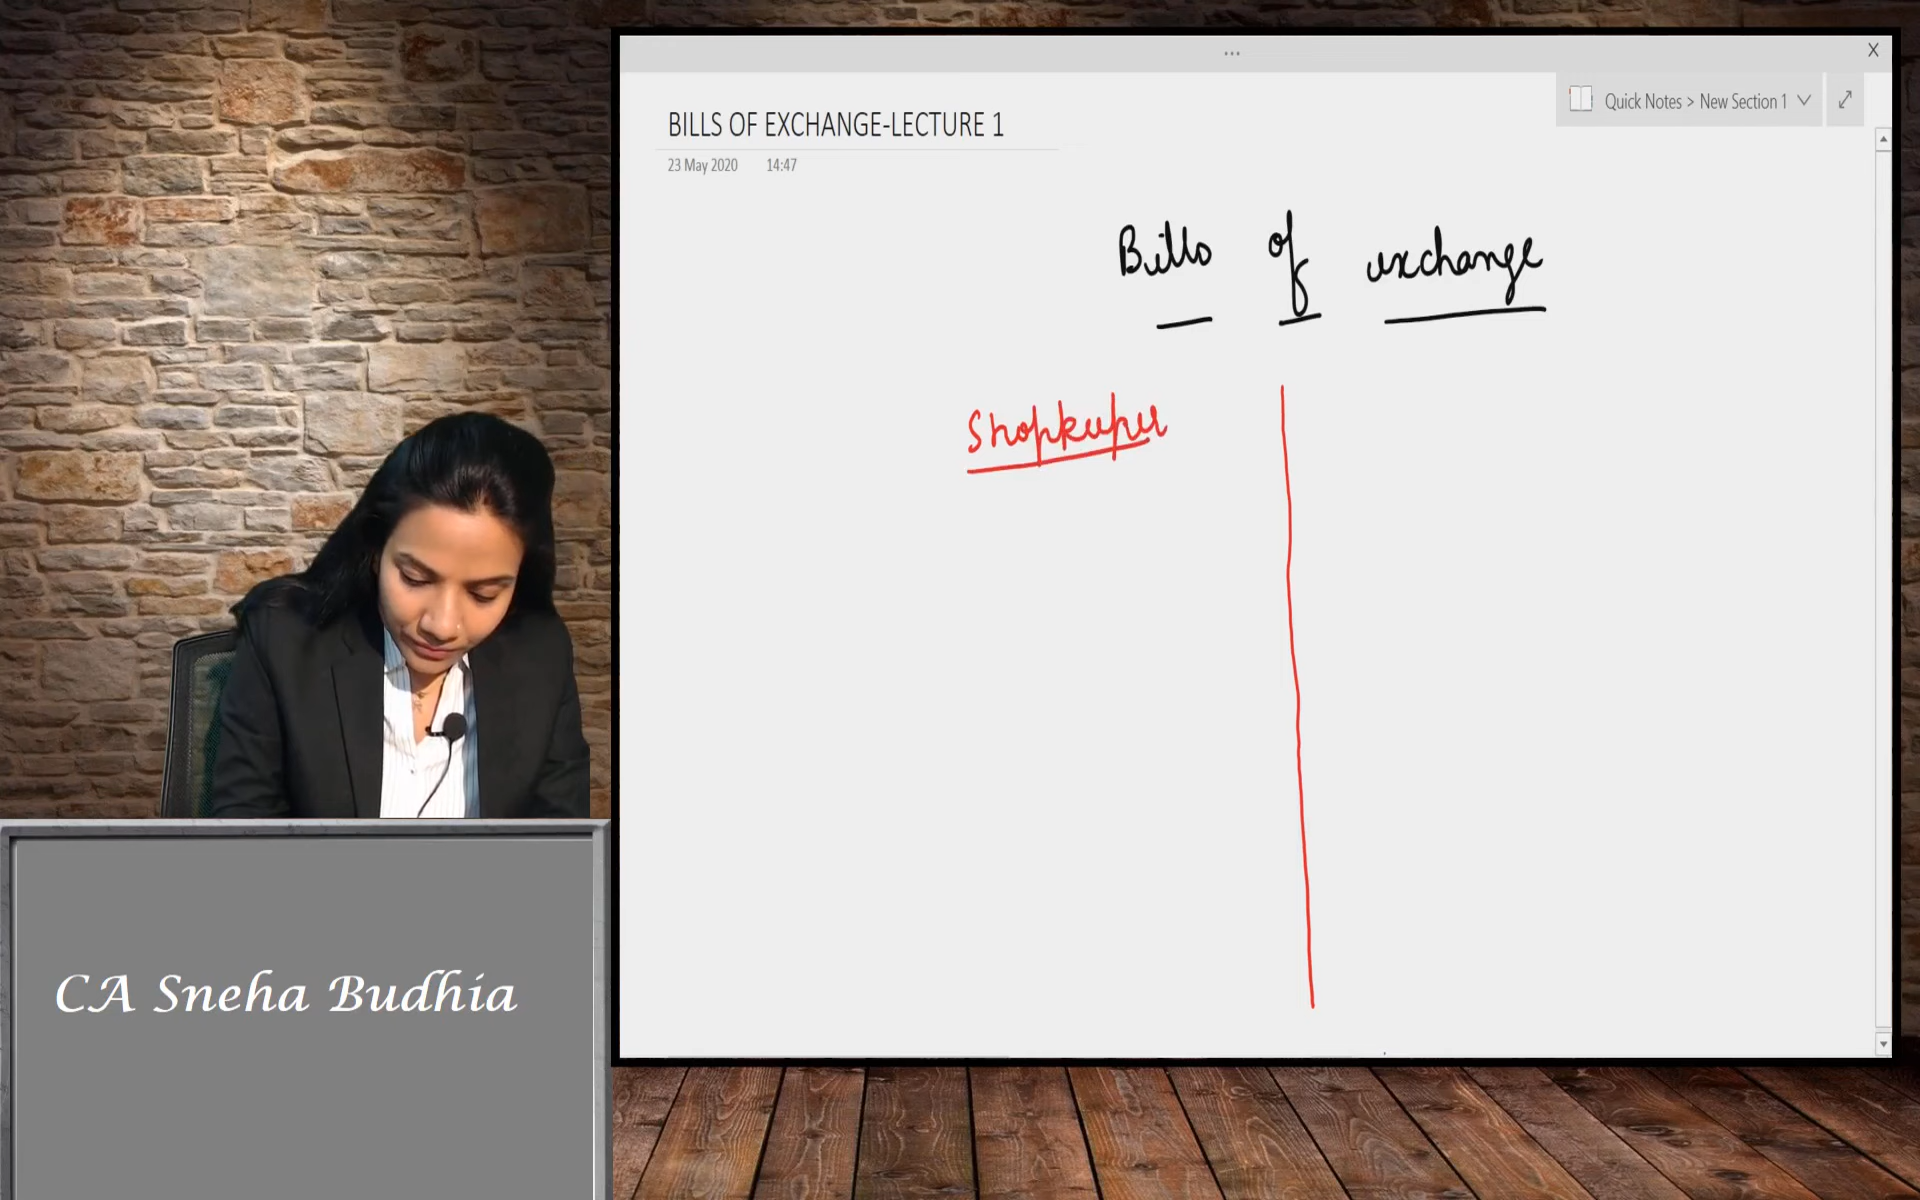 ...
X
Quick Notes > New Section 1
BILLS OF EXCHANGE-LECTURE 1
23 May 2020 14:47
Bills of exchange
Shopkeeper
CA Sneha Budhia